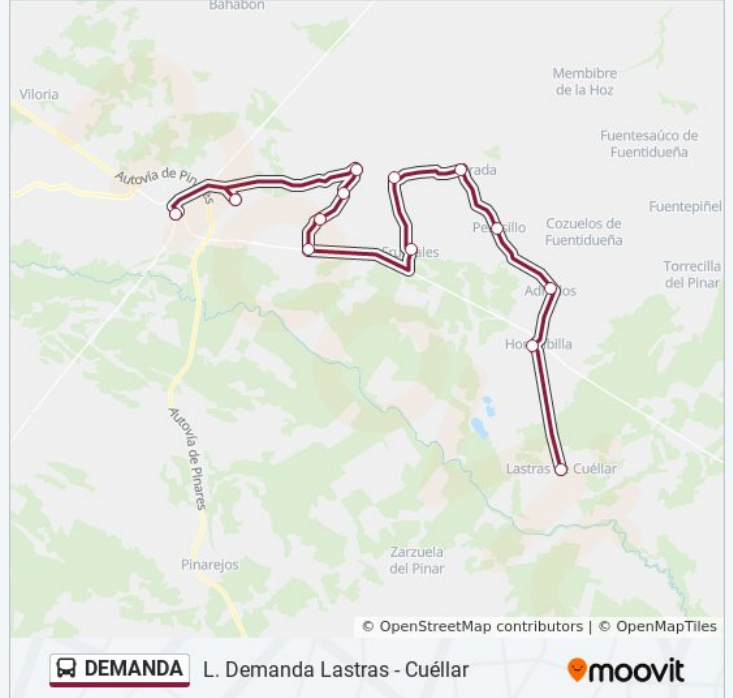 Bahabón
Viloria
Membibre
de la Hoz
Fuentesaúco de
Fuentidueña
Autovía de Pinares
rada
Fuentepiñel
Cozuelos de
Fuentidueña
Torrecilla
del Pinar
Lastras
Cuéllar
Autovía de Pinares
Zarzuela
del Pinar
Pinarejos
© OpenStreetMap contributors | © OpenMapTiles
DEMANDA L. Demanda Lastras - Cuéllar moovit